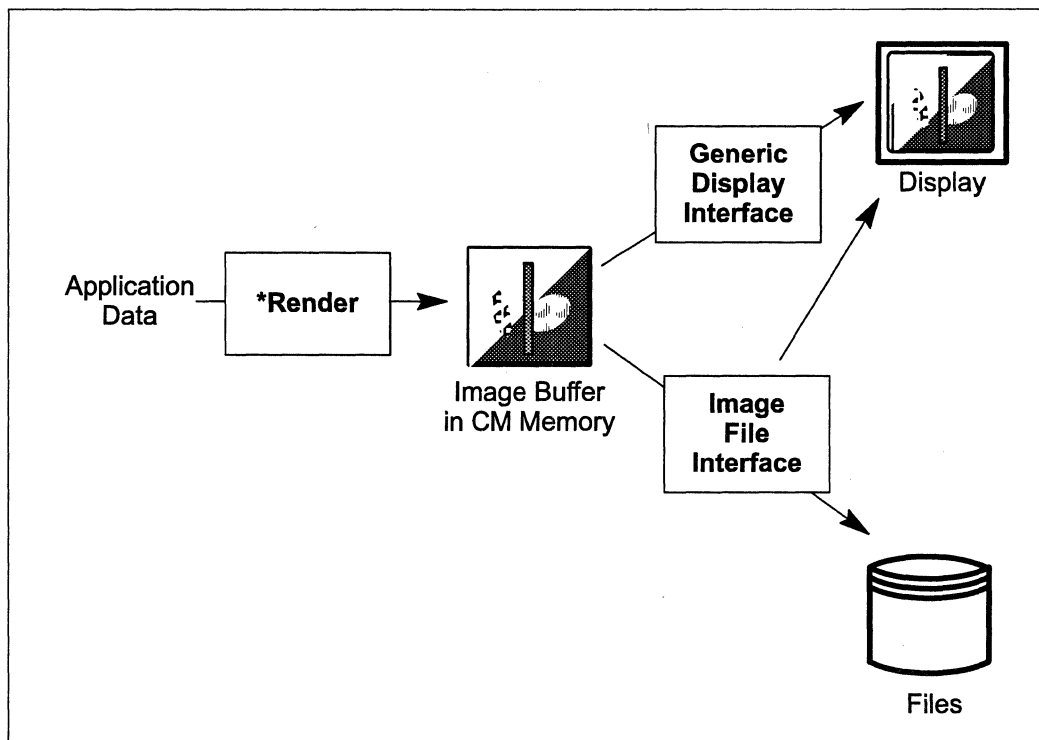 Application
Data
*Render
Image Buffer
in CM Memory
Generic
Display
Interface
Display
Image
File
Interface
Files